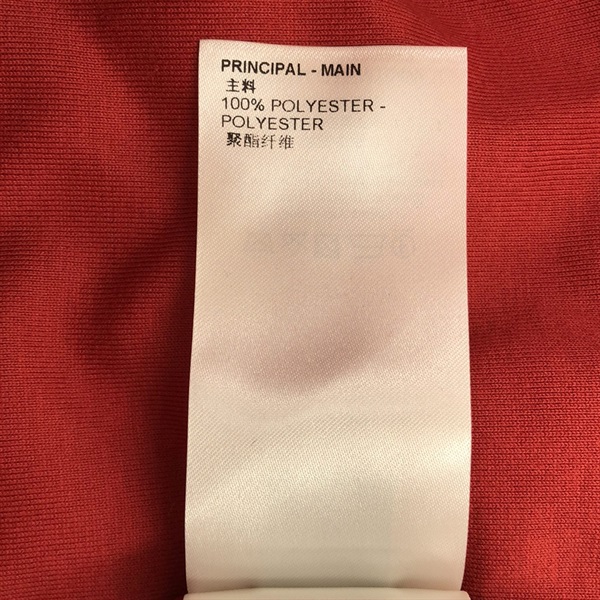 PRINCIPAL - MAIN
主料
100% POLYESTER -
POLYESTER
聚酯纤维